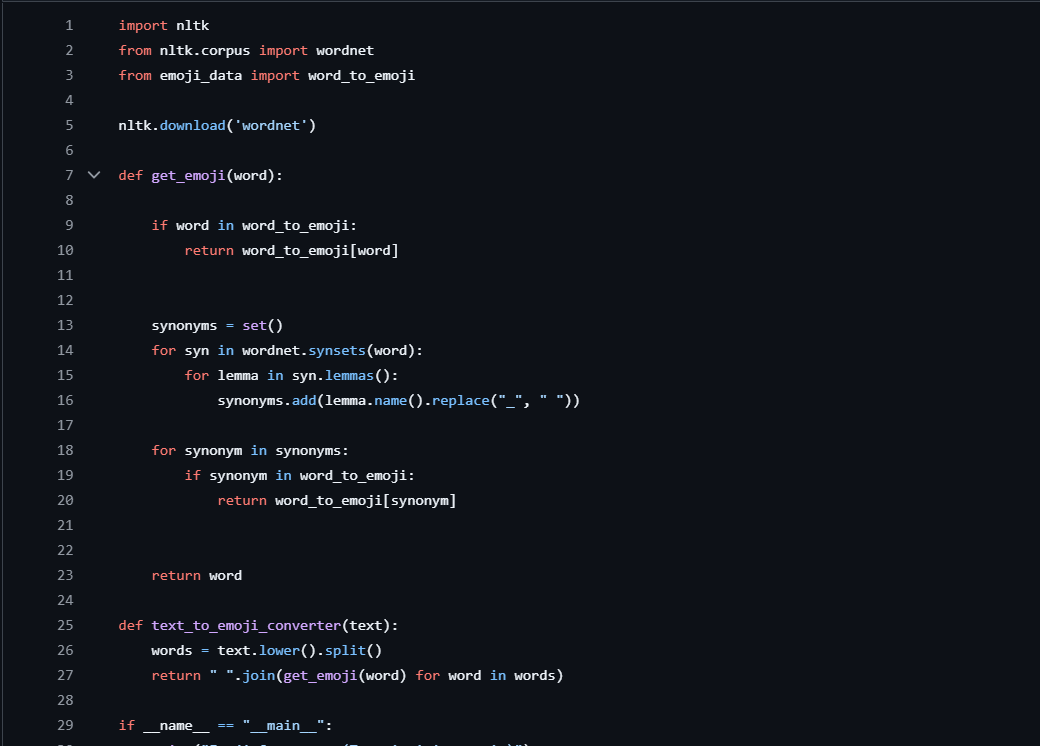 1 import nltk
2 from nltk.corpus import wordnet
3 from emoji_data import word_to_emoji
4
5 nltk.download('wordnet')
6
7 def get_emoji(word):
8
9     if word in word_to_emoji:
10         return word_to_emoji[word]
11
12
13     synonyms = set()
14     for syn in wordnet.synsets(word):
15         for lemma in syn.lemmas():
16             synonyms.add(lemma.name().replace("_", " "))
17
18     for synonym in synonyms:
19         if synonym in word_to_emoji:
20             return word_to_emoji[synonym]
21
22
23     return word
24
25 def text_to_emoji_converter(text):
26     words = text.lower().split()
27     return " ".join(get_emoji(word) for word in words)
28
29 if __name__ == "__main__":